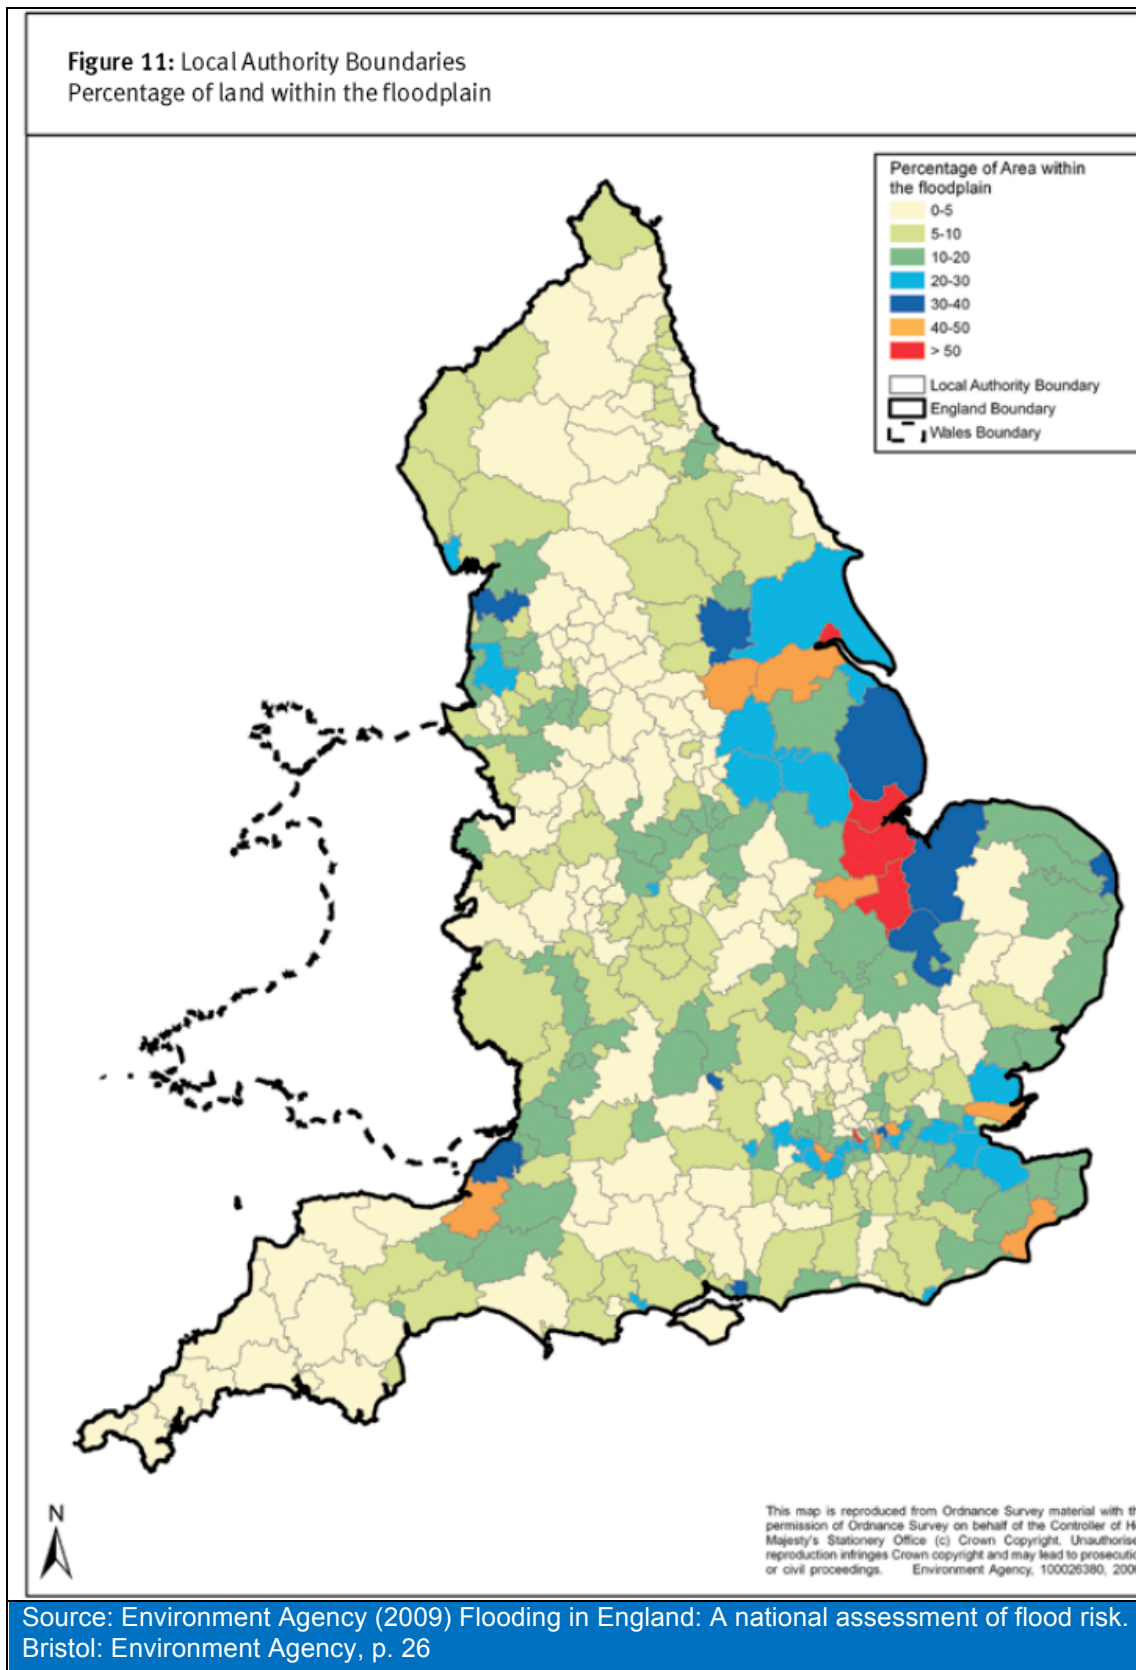 Figure 11: Local Authority Boundaries
Percentage of land within the floodplain
Percentage of Area within
the floodplain
0-5
5-10
10-20
20-30
30-40
40-50
> 50
Local Authority Boundary
England Boundary
Wales Boundary
N
This map is reproduced from Ordnance Survey material with th
permission of Ordnance Survey on behalf of the Controller of H
Majesty's Stationery Office (c) Crown Copyright. Unauthorise
reproduction infringes Crown copyright and may lead to prosecutio
or civil proceedings. Environment Agency, 100026380, 200
Source: Environment Agency (2009) Flooding in England: A national assessment of flood risk.
Bristol: Environment Agency, p. 26